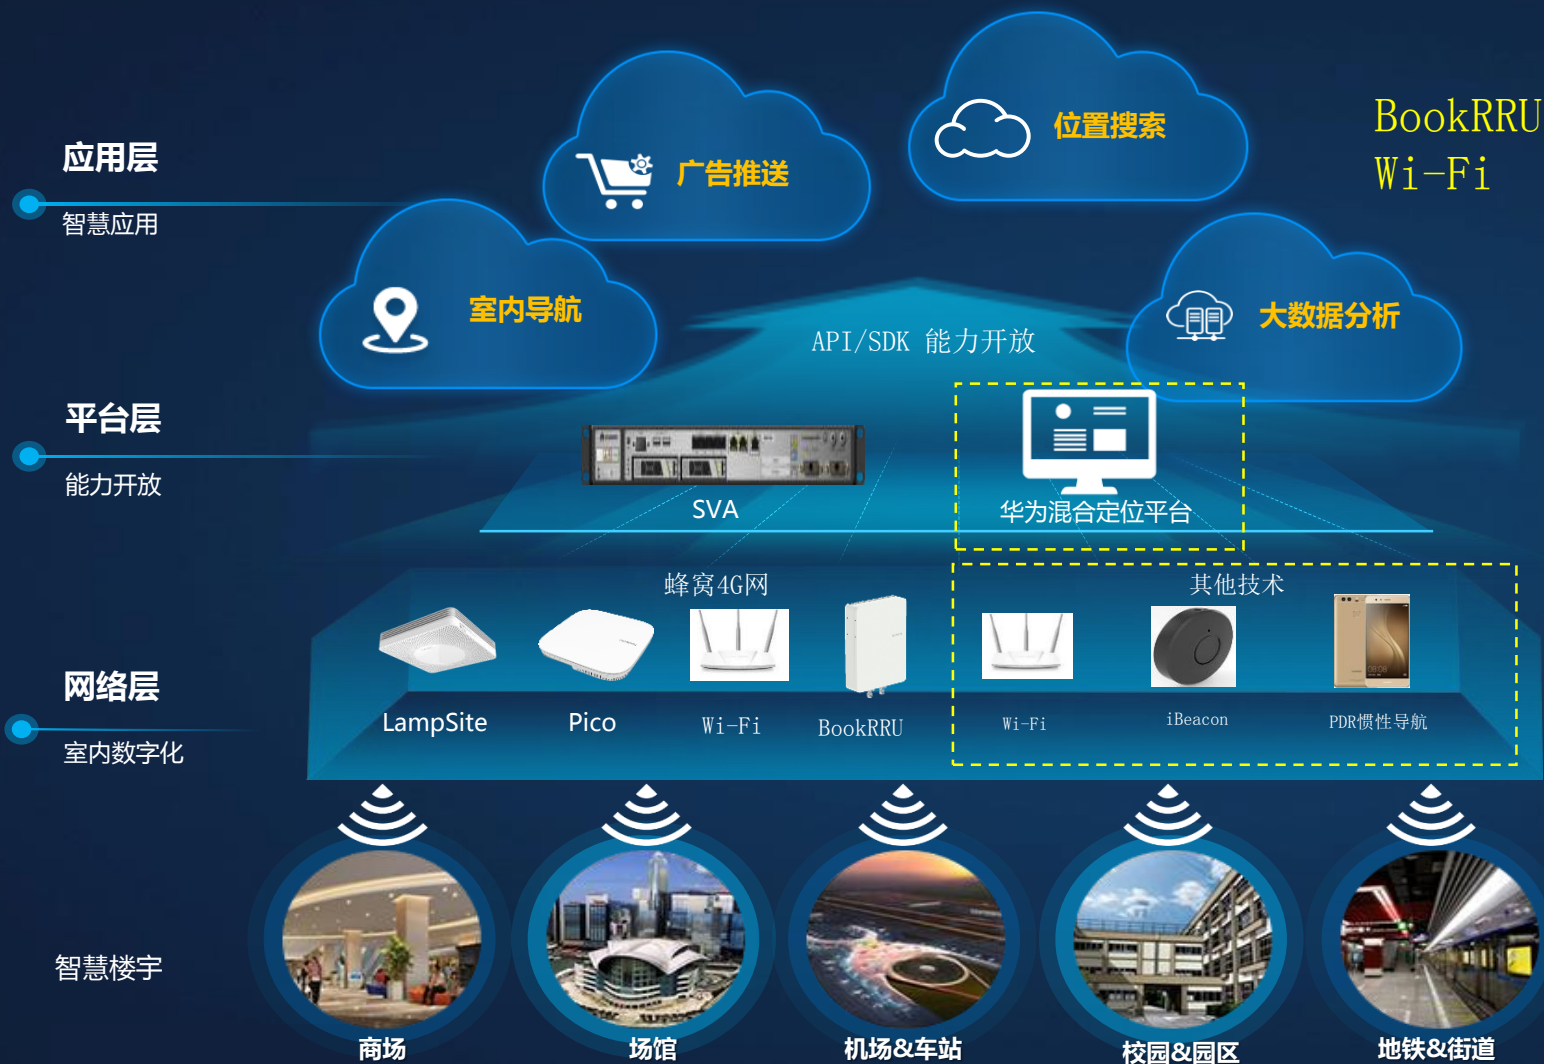 BookRRU
Wi-Fi
应用层
智慧应用
位置搜索
广告推送
室内导航
大数据分析
API/SDK 能力开放
平台层
能力开放
SVA
华为混合定位平台
网络层
室内数字化
蜂窝4G网
其他技术
LampSite
Pico
Wi-Fi
BookRRU
Wi-Fi
iBeacon
PDR惯性导航
智慧楼宇
商场
场馆
机场&车站
校园&园区
地铁&街道